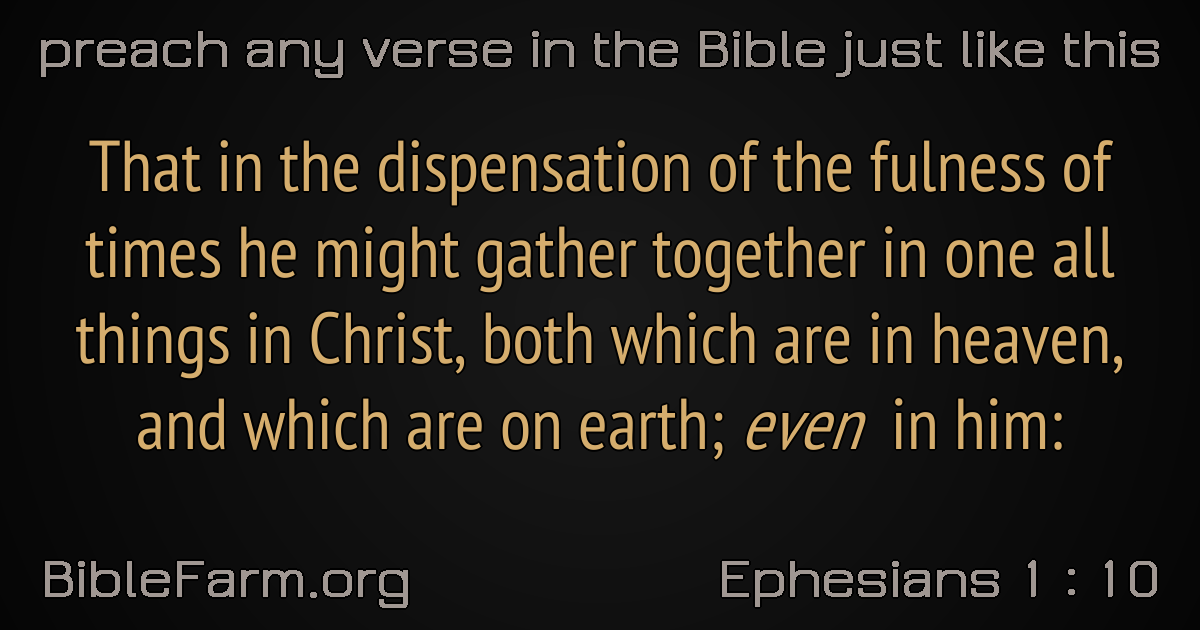 preach any verse in the Bible just like this
That in the dispensation of the fulness of
times he might gather together in one all
things in Christ, both which are in heaven,
and which are on earth; even in him:
BibleFarm.org
Ephesians 1 : 10